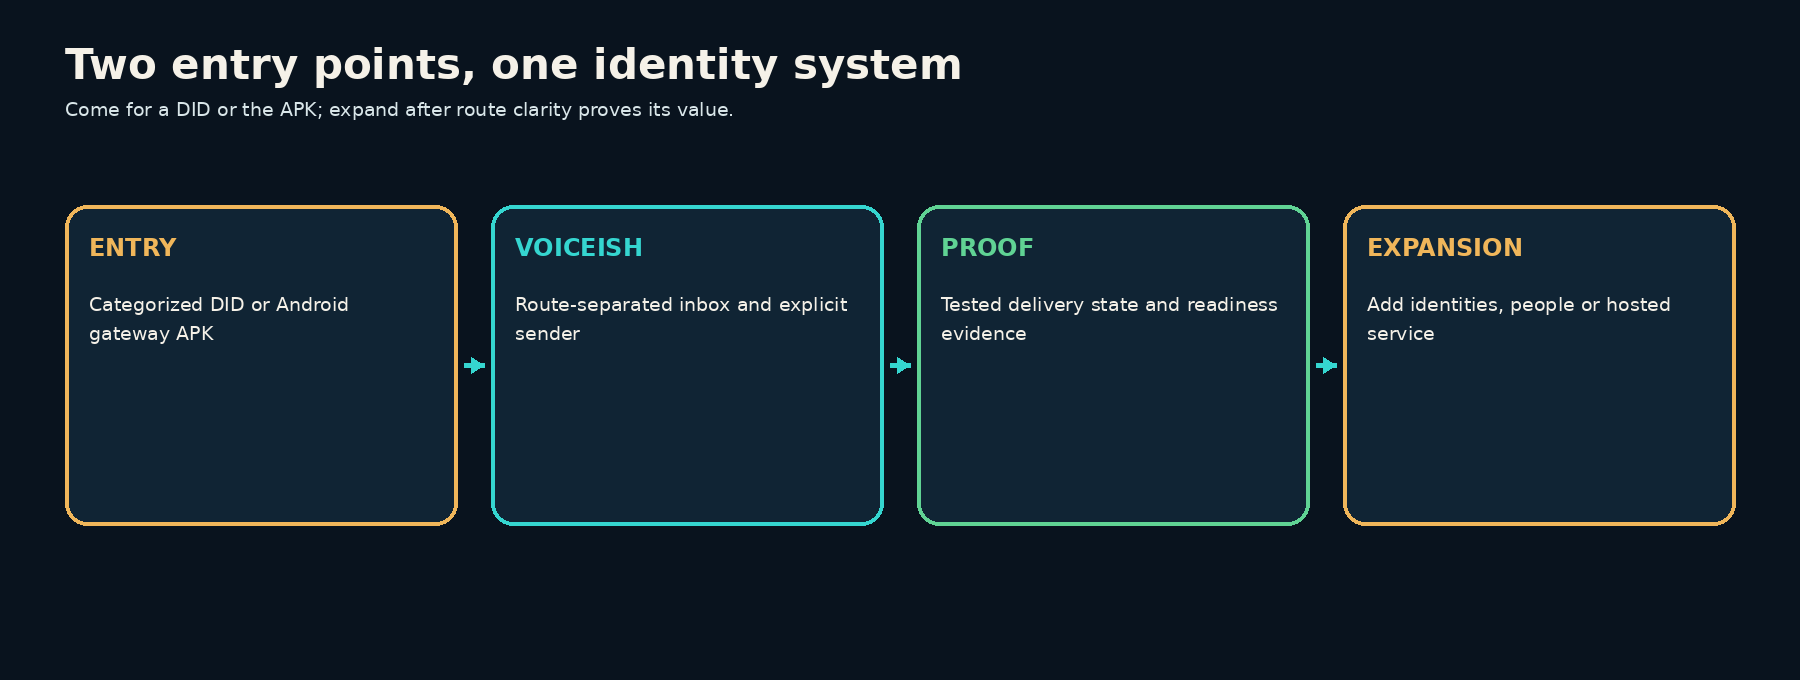 Two entry points, one identity system
Come for a DID or the APK; expand after route clarity proves its value.
ENTRY
Categorized DID or Android
gateway APK
VOICEISH
Route-separated inbox and explicit
sender
PROOF
Tested delivery state and readiness
evidence
EXPANSION
Add identities, people or hosted
service